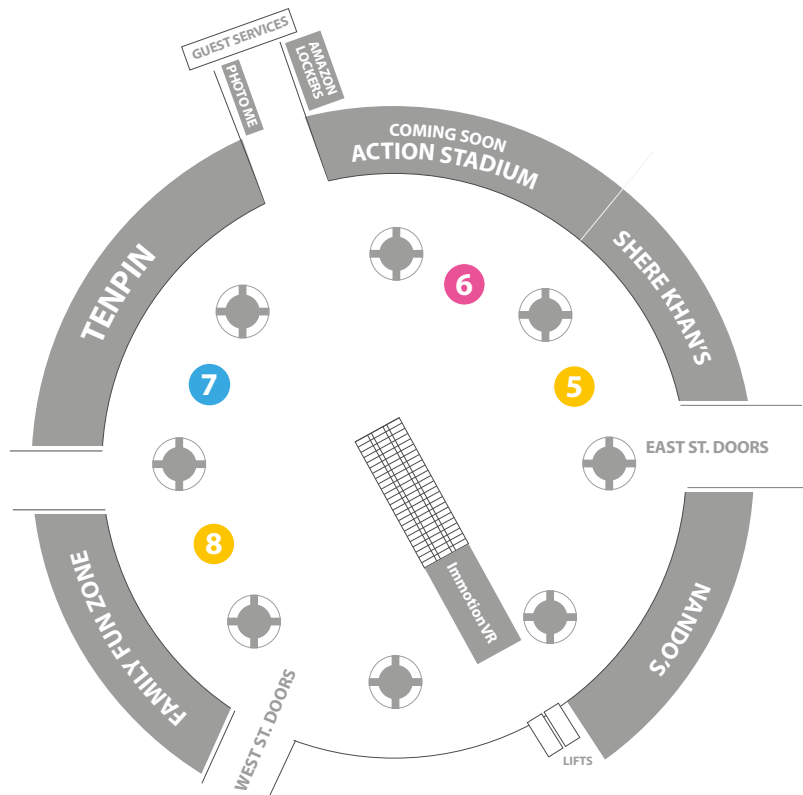 GUEST SERVICES
PHOTO ME
AMAZON
LOCKERS
COMING SOON
ACTION STADIUM
SHERE KHAN'S
TENPIN
6
7
5
EAST ST. DOORS
8
ImmotionVR
FAMILY FUN ZONE
NANDO'S
WEST ST. DOORS
LIFTS